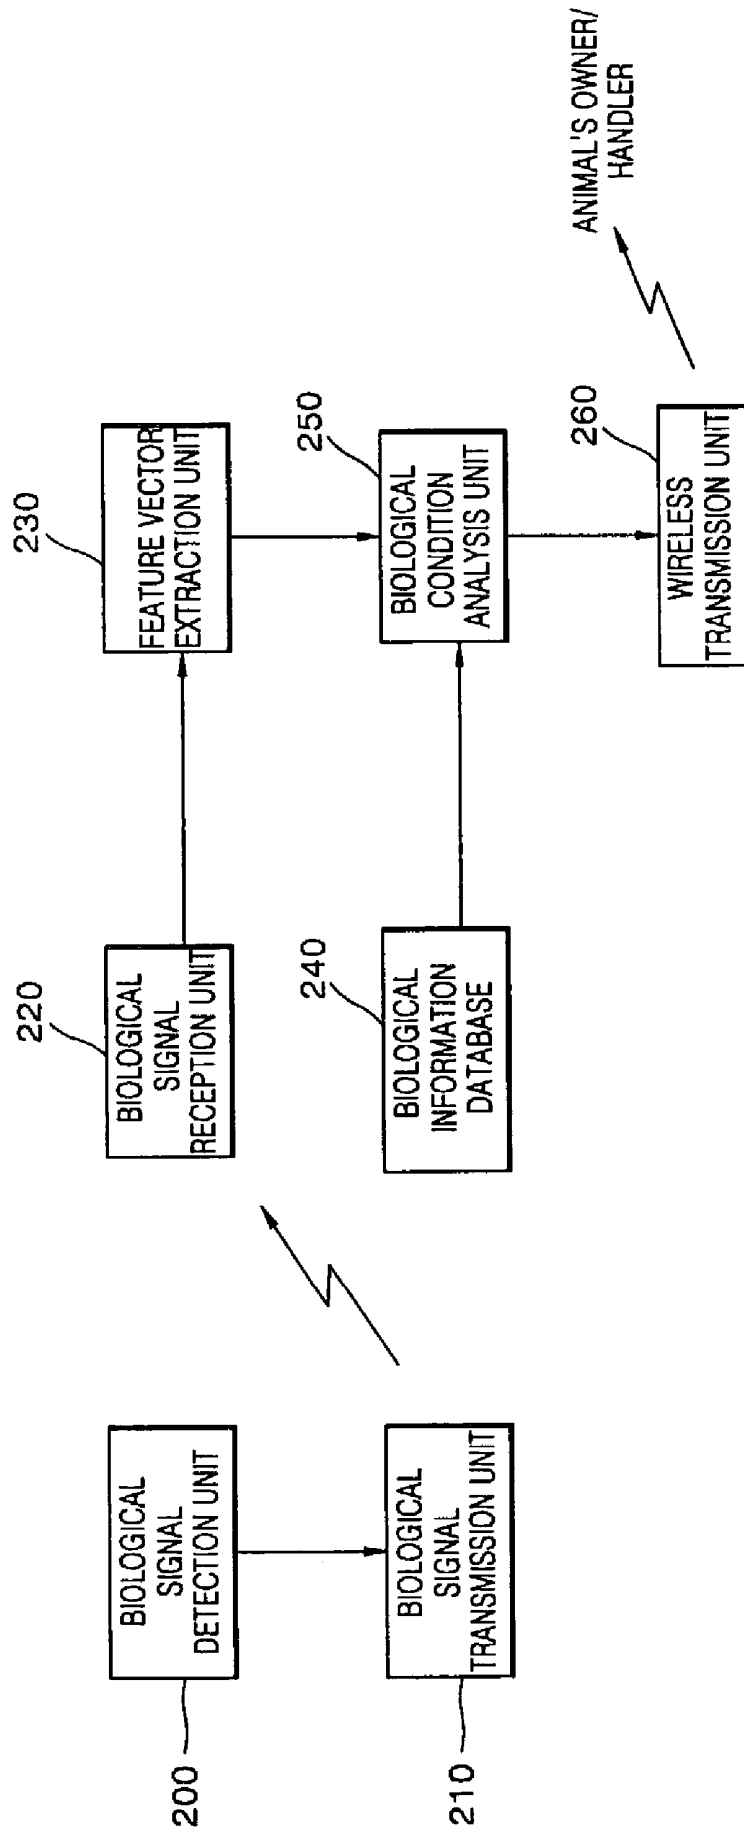 200
BIOLOGICAL
SIGNAL
DETECTION UNIT
210
BIOLOGICAL
SIGNAL
TRANSMISSION UNIT
220
BIOLOGICAL
SIGNAL
RECEPTION UNIT
230
FEATURE VECTOR
EXTRACTION UNIT
240
BIOLOGICAL
INFORMATION
DATABASE
250
BIOLOGICAL
CONDITION
ANALYSIS UNIT
260
WIRELESS
TRANSMISSION UNIT
ANIMAL'S OWNER/
HANDLER